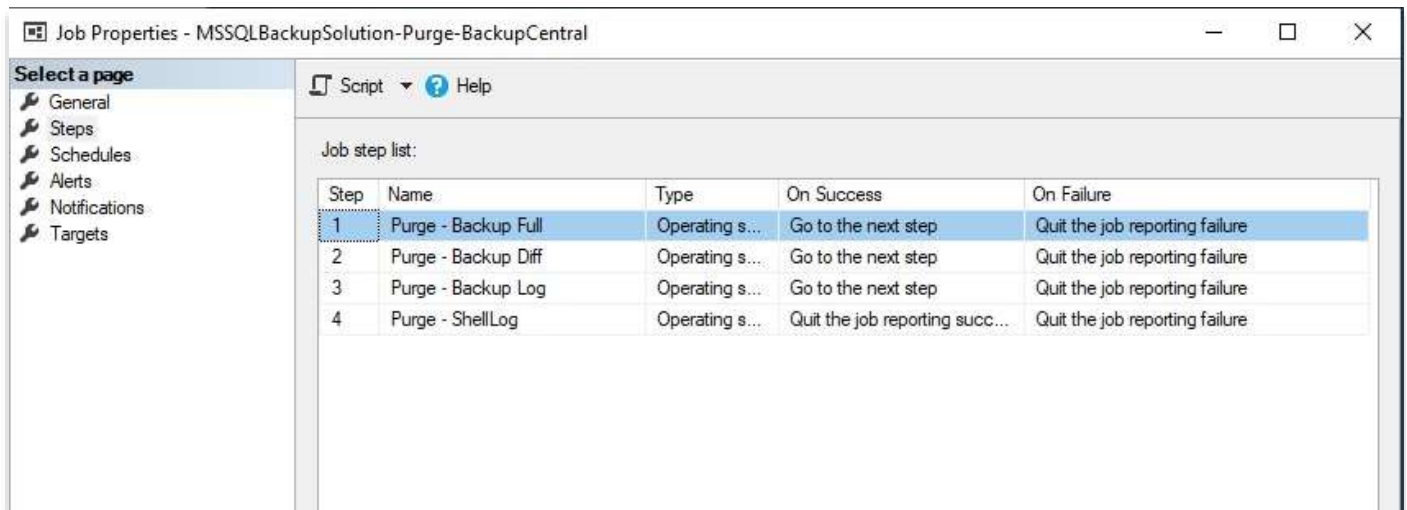 Job Properties - MSSQLBackupSolution-Purge-BackupCentral
Select a page
General
Steps
Schedules
Alerts
Notifications
Targets
Script Help
Job step list:
Step Name Type On Success On Failure
1 Purge - Backup Full Operating s... Go to the next step Quit the job reporting failure
2 Purge - Backup Diff Operating s... Go to the next step Quit the job reporting failure
3 Purge - Backup Log Operating s... Go to the next step Quit the job reporting failure
4 Purge - ShellLog Operating s... Quit the job reporting succ... Quit the job reporting failure